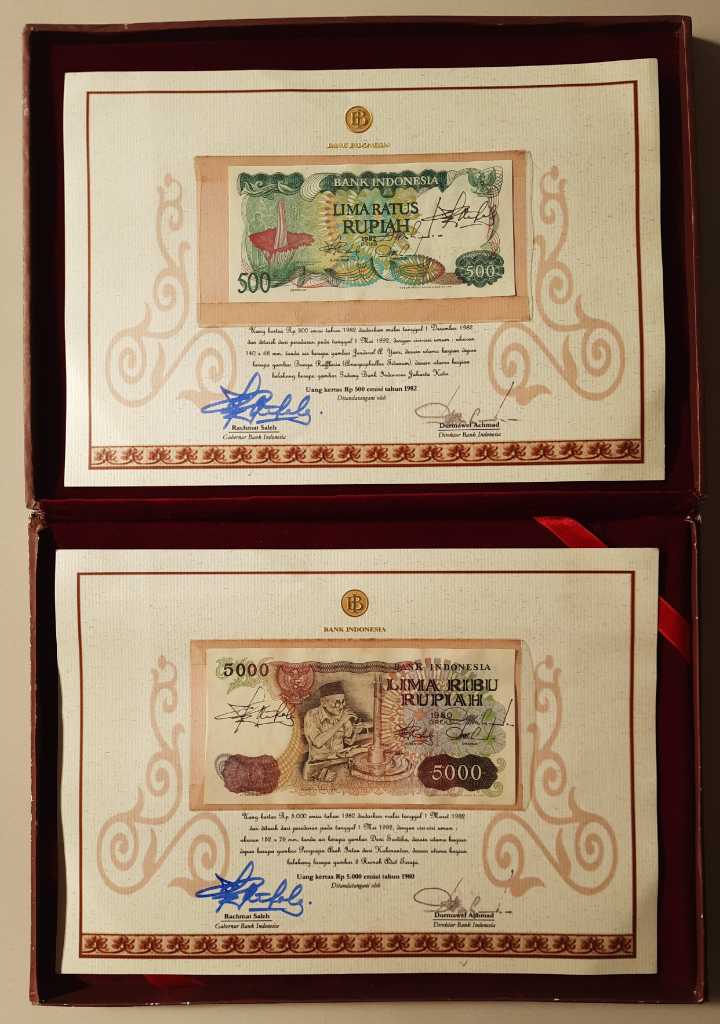 BANK INDONESIA
BANK INDONESIA
LIMA RATUS
RUPIAH
1982
500
500
Uang kertas Rp 500 emisi tahun 1982 diedarkan mulai tanggal 1 Desember 1982
dan ditarik dari peredaran pada tanggal 1 Mei 1992, dengan ciri-ciri umum : ukuran
140 x 68 mm, tanda air berupa gambar Jenderal A. Yani, desain utama bagian depan
berupa gambar Bunga Rafflesia (Amorphophallus Titanum), desain utama bagian
belakang berupa gambar Gedung Bank Indonesia Jakarta Kota.
Uang kertas Rp 500 emisi tahun 1982
Ditandatangani oleh
Rachmat Saleh
Gubernur Bank Indonesia
Durmawel Achmad
Direktur Bank Indonesia
BANK INDONESIA
5000
BANK INDONESIA
LIMA RIBU
RUPIAH
1980
5000
Uang kertas Rp 5.000 emisi tahun 1980 diedarkan mulai tanggal 1 Maret 1982
dan ditarik dari peredaran pada tanggal 1 Mei 1992, dengan ciri-ciri umum :
ukuran 152 x 76 mm, tanda air berupa gambar Dewi Sartika, desain utama bagian
depan berupa gambar Pengrajin Batu Intan dari Kalimantan, desain utama bagian
belakang berupa gambar 3 Rumah Adat Toraja.
Uang kertas Rp 5.000 emisi tahun 1980
Ditandatangani oleh
Rachmat Saleh
Gubernur Bank Indonesia
Durmawel Achmad
Direktur Bank Indonesia